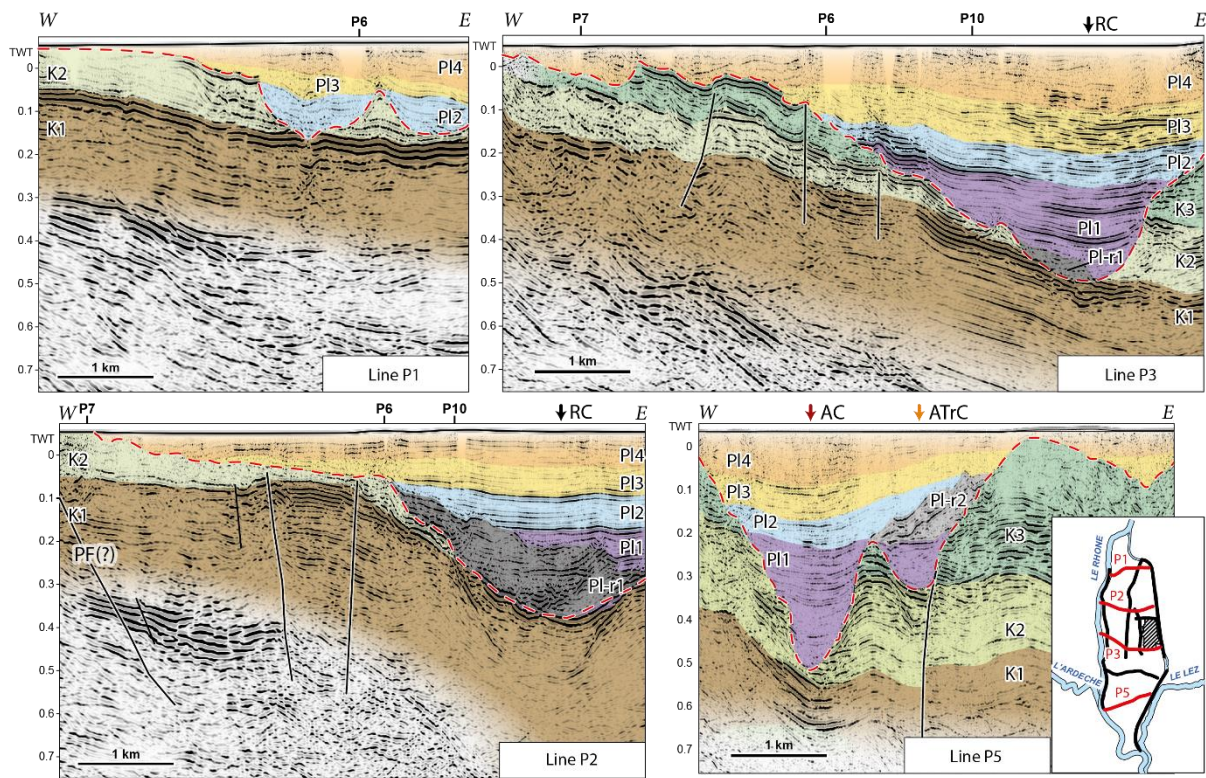 W P6 E
TWT
0
0.1
0.2
0.3
0.4
0.5
0.6
0.7
K2
K1
Pl3
Pl4
Pl2
1 km
Line P1
W P7 P6 P10 RC E
TWT
0
0.1
0.2
0.3
0.4
0.5
0.6
0.7
Pl4
Pl3
Pl2
K3
Pl1
Pl-r1
K2
K1
1 km
Line P3
W P7 P6 P10 RC E
TWT
0
0.1
0.2
0.3
0.4
0.5
0.6
0.7
K2
K1
PF(?)
Pl4
Pl3
Pl2
Pl1
Pl-r1
1 km
Line P2
W AC ATrC E
TWT
0
0.1
0.2
0.3
0.4
0.5
0.6
0.7
Pl4
Pl3
Pl2
Pl-r2
Pl1
K3
K2
K1
1 km
Line P5
LE RHONE
P1
P2
P3
L'ARDECHE
P5
LE LEZ